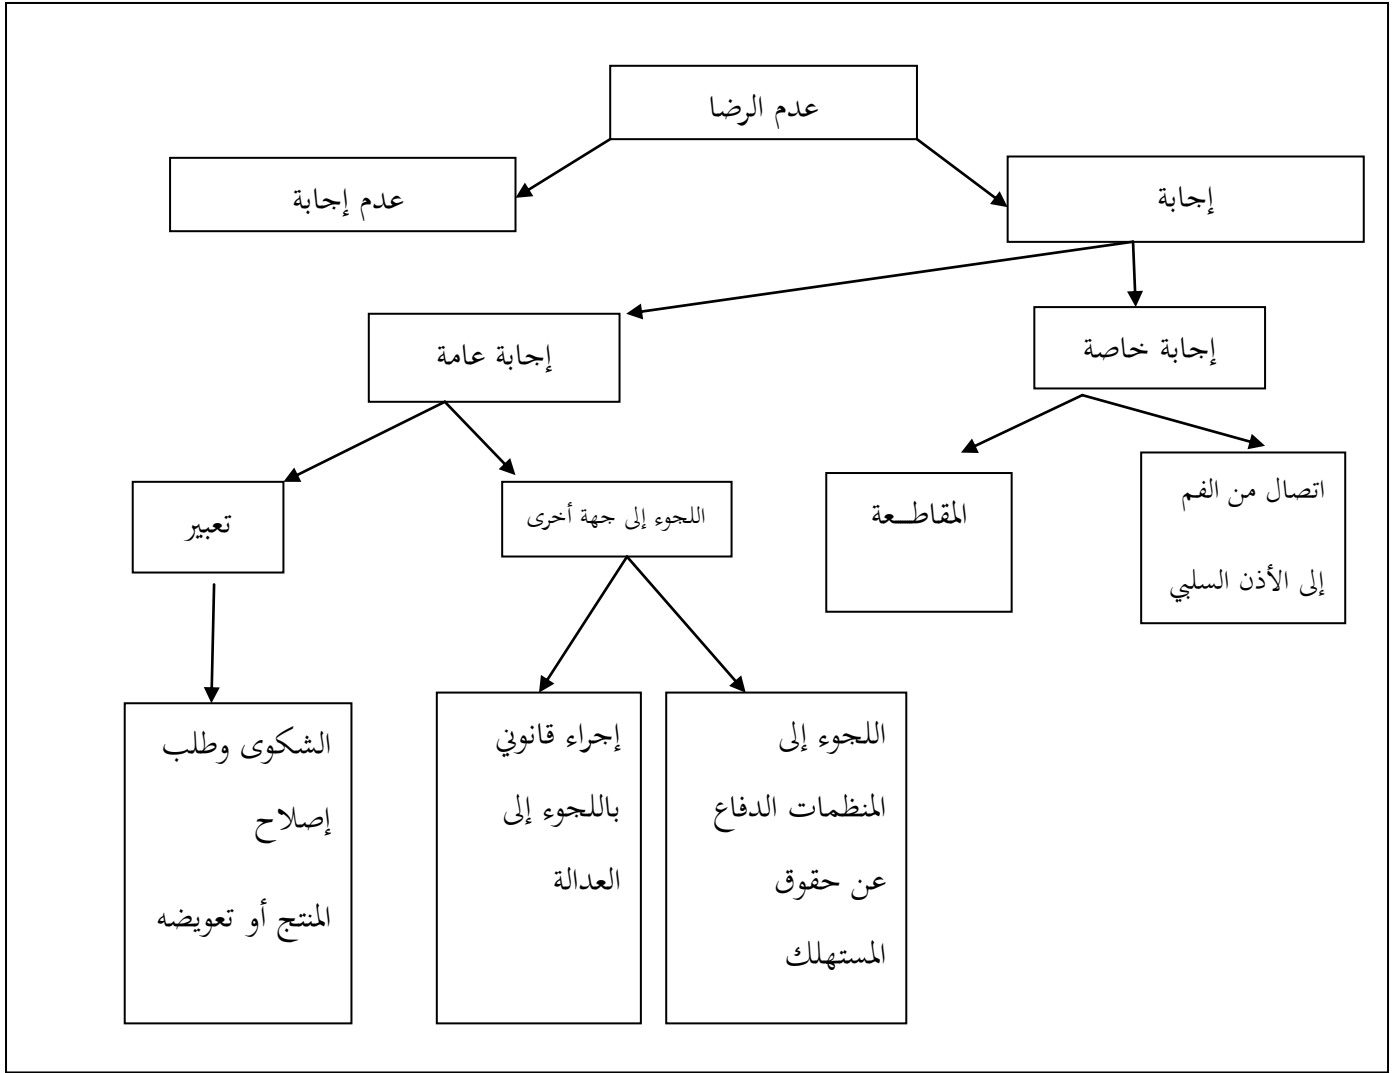 عدم الرضا
إجابة
عدم إجابة
إجابة خاصة
إجابة عامة
اتصال من الفم
إلى الأذن السلبي
المقاطـعة
اللجوء إلى جهة أخرى
تعبير
اللجوء إلى
المنظمات الدفاع
عن حقوق
المستهلك
إجراء قانوني
باللجوء إلى
العدالة
الشكوى وطلب
إصلاح
المنتج أو تعويضه